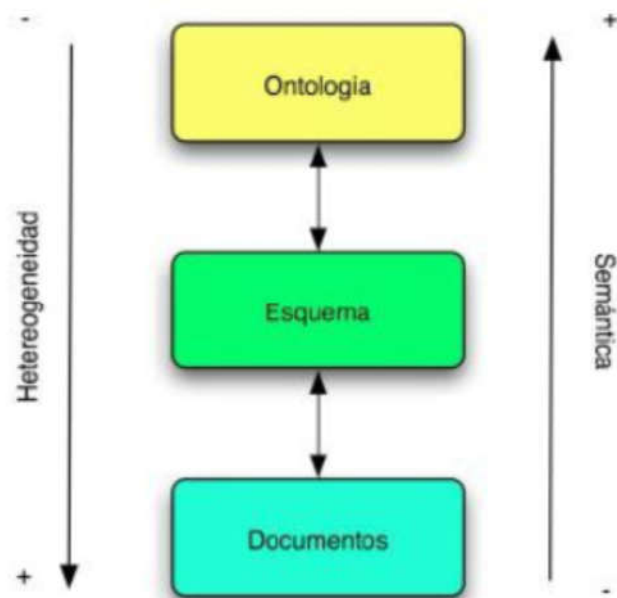 -
+
Ontologia
Hetereogeneidad
Esquema
Semántica
Documentos
+
-